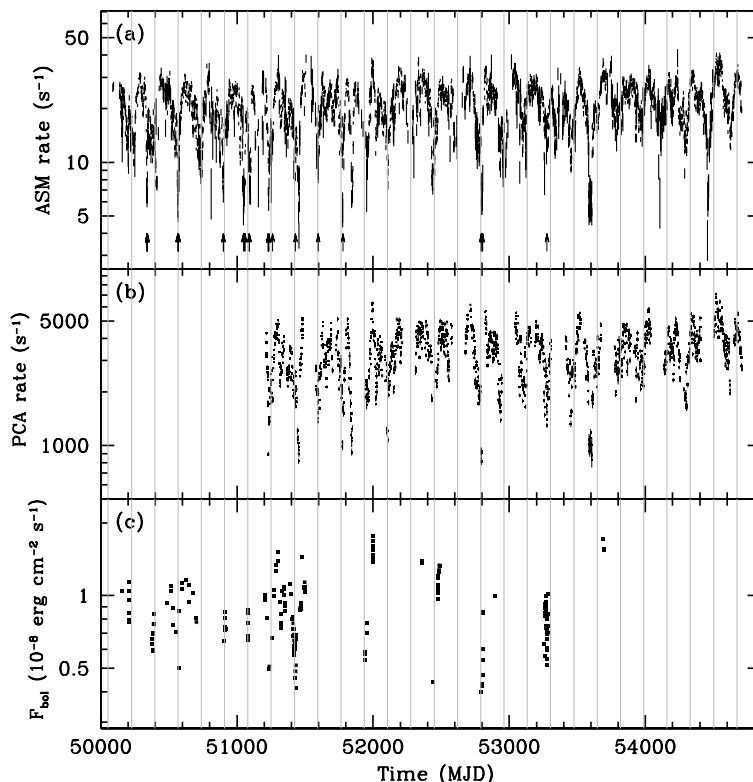 (a)
50
10
5
ASM rate (s⁻¹)
(b)
5000
1000
PCA rate (s⁻¹)
(c)
1
0.5
F_bol (10⁻⁸ erg cm⁻² s⁻¹)
50000 51000 52000 53000 54000
Time (MJD)